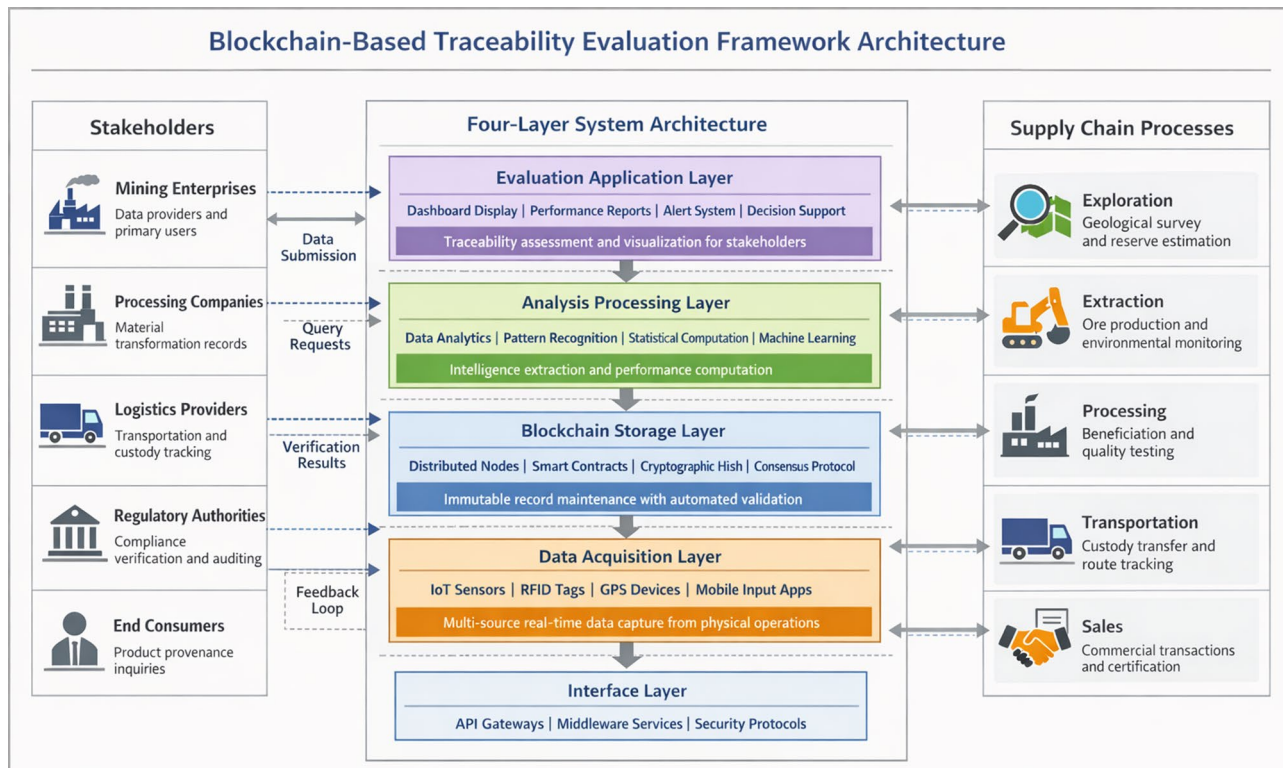 Blockchain-Based Traceability Evaluation Framework Architecture
Stakeholders
Mining Enterprises
Data providers and
primary users
Processing Companies
Material
transformation records
Logistics Providers
Transportation and
custody tracking
Regulatory Authorities
Compliance
verification and auditing
End Consumers
Product provenance
inquiries
Data
Submission
Query
Requests
Verification
Results
Feedback
Loop
Four-Layer System Architecture
Evaluation Application Layer
Dashboard Display | Performance Reports | Alert System | Decision Support
Traceability assessment and visualization for stakeholders
Analysis Processing Layer
Data Analytics | Pattern Recognition | Statistical Computation | Machine Learning
Intelligence extraction and performance computation
Blockchain Storage Layer
Distributed Nodes | Smart Contracts | Cryptographic Hish | Consensus Protocol
Immutable record maintenance with automated validation
Data Acquisition Layer
IoT Sensors | RFID Tags | GPS Devices | Mobile Input Apps
Multi-source real-time data capture from physical operations
Interface Layer
API Gateways | Middleware Services | Security Protocols
Supply Chain Processes
Exploration
Geological survey
and reserve estimation
Extraction
Ore production and
environmental monitoring
Processing
Beneficiation and
quality testing
Transportation
Custody transfer and
route tracking
Sales
Commercial transactions
and certification